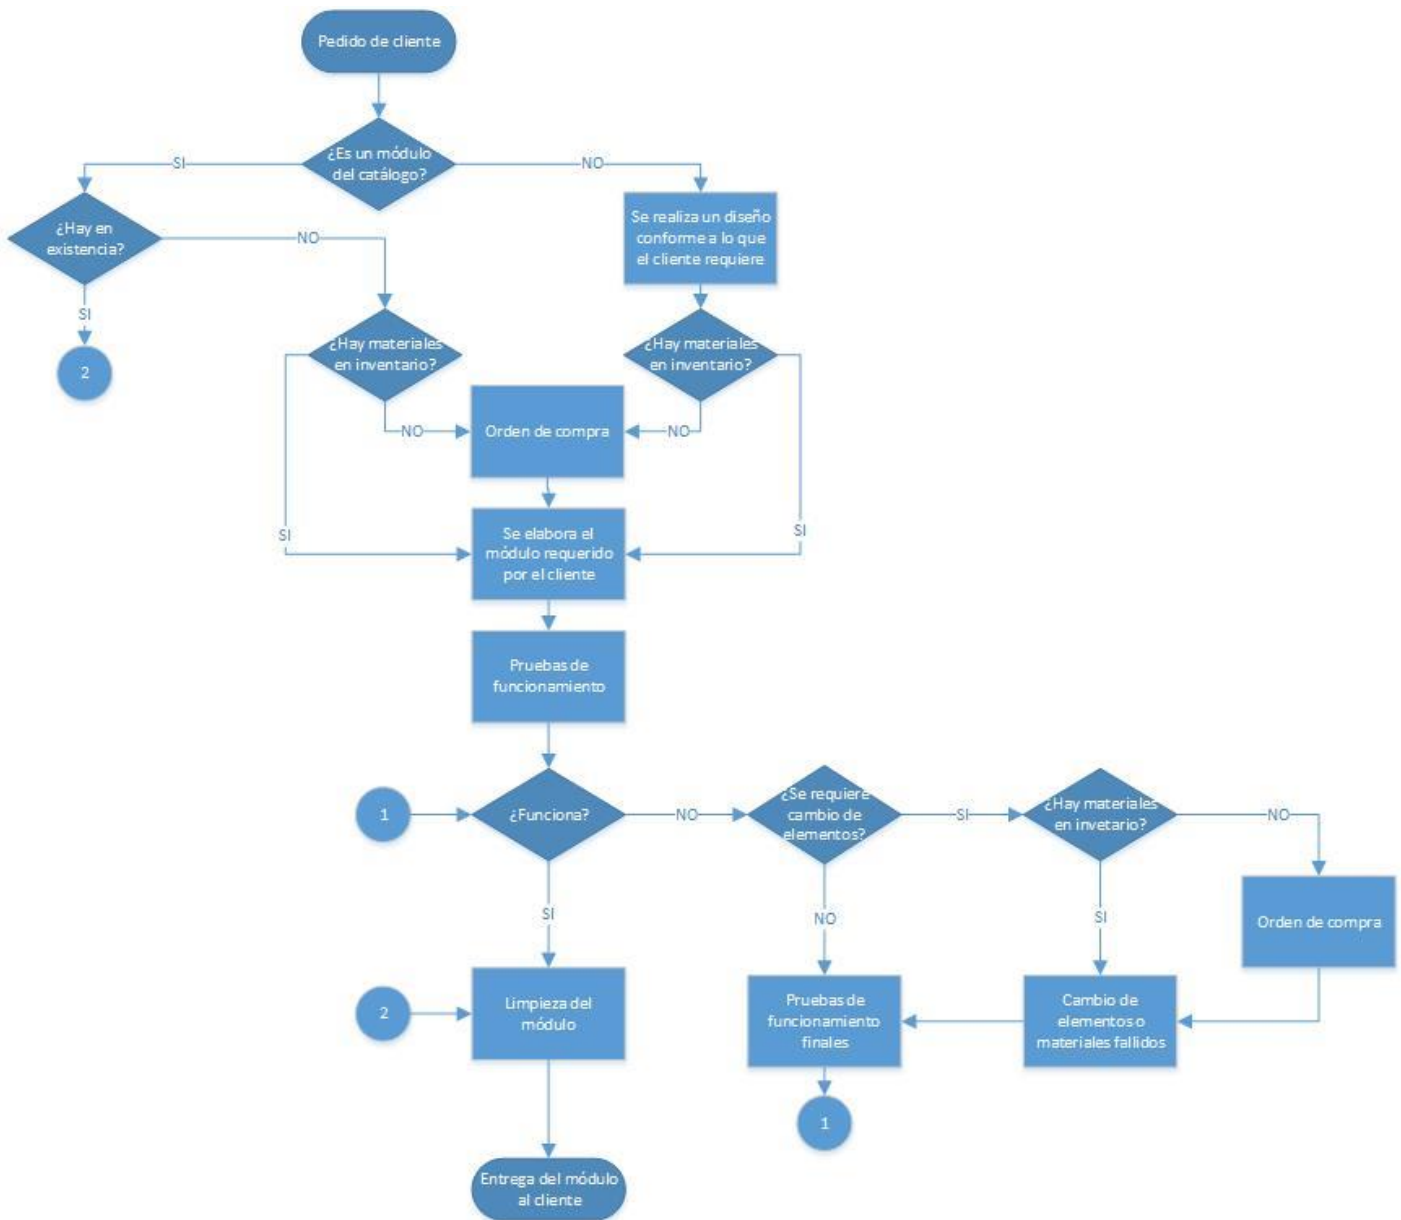 Pedido de cliente
¿Es un módulo
del catálogo?
SI
NO
¿Hay en
existencia?
NO
Se realiza un diseño
conforme a lo que
el cliente requiere
SI
2
¿Hay materiales
en inventario?
¿Hay materiales
en inventario?
NO
Orden de compra
NO
SI
SI
Se elabora el
módulo requerido
por el cliente
Pruebas de
funcionamiento
1
¿Funciona?
NO
¿Se requiere
cambio de
elementos?
SI
¿Hay materiales
en invetario?
NO
SI
NO
SI
Orden de compra
2
Limpieza del
módulo
Pruebas de
funcionamiento
finales
Cambio de
elementos o
materiales fallidos
1
Entrega del módulo
al cliente